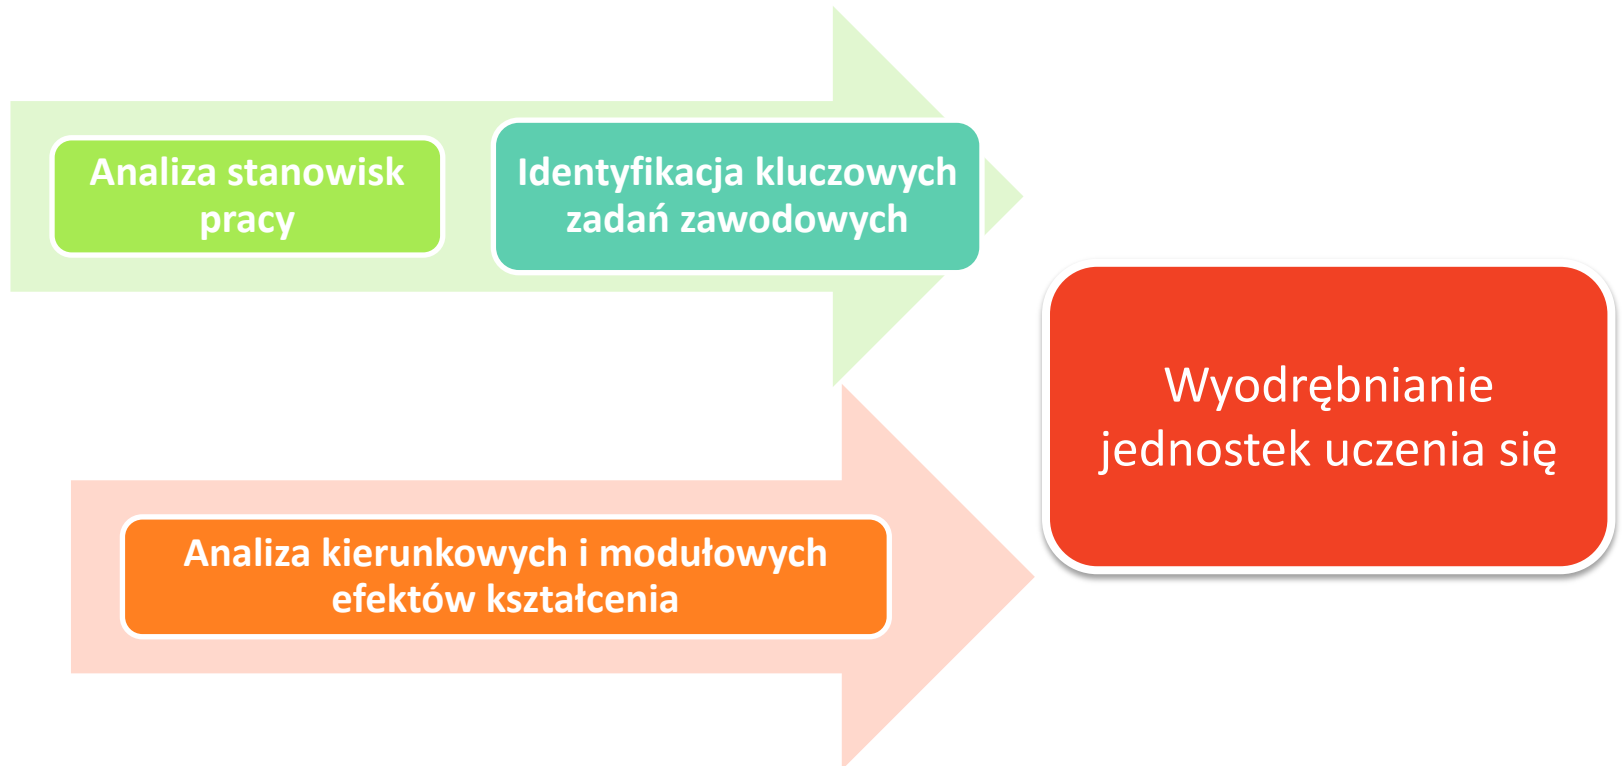 Analiza stanowisk
pracy
Identyfikacja kluczowych
zadań zawodowych
Wyodrębnianie
jednostek uczenia się
Analiza kierunkowych i modułowych
efektów kształcenia